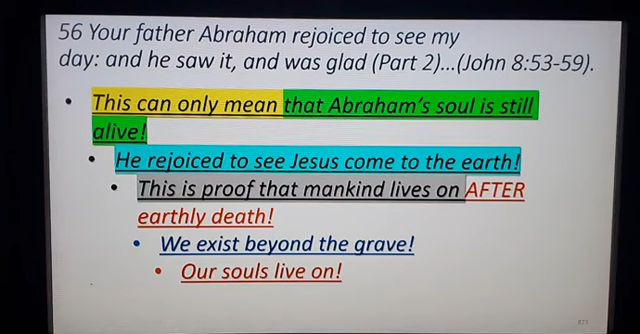 56 Your father Abraham rejoiced to see my
day: and he saw it, and was glad (Part 2)...(John 8:53-59).
• This can only mean that Abraham's soul is still
alive!
• He rejoiced to see Jesus come to the earth!
• This is proof that mankind lives on AFTER
earthly death!
• We exist beyond the grave!
• Our souls live on!